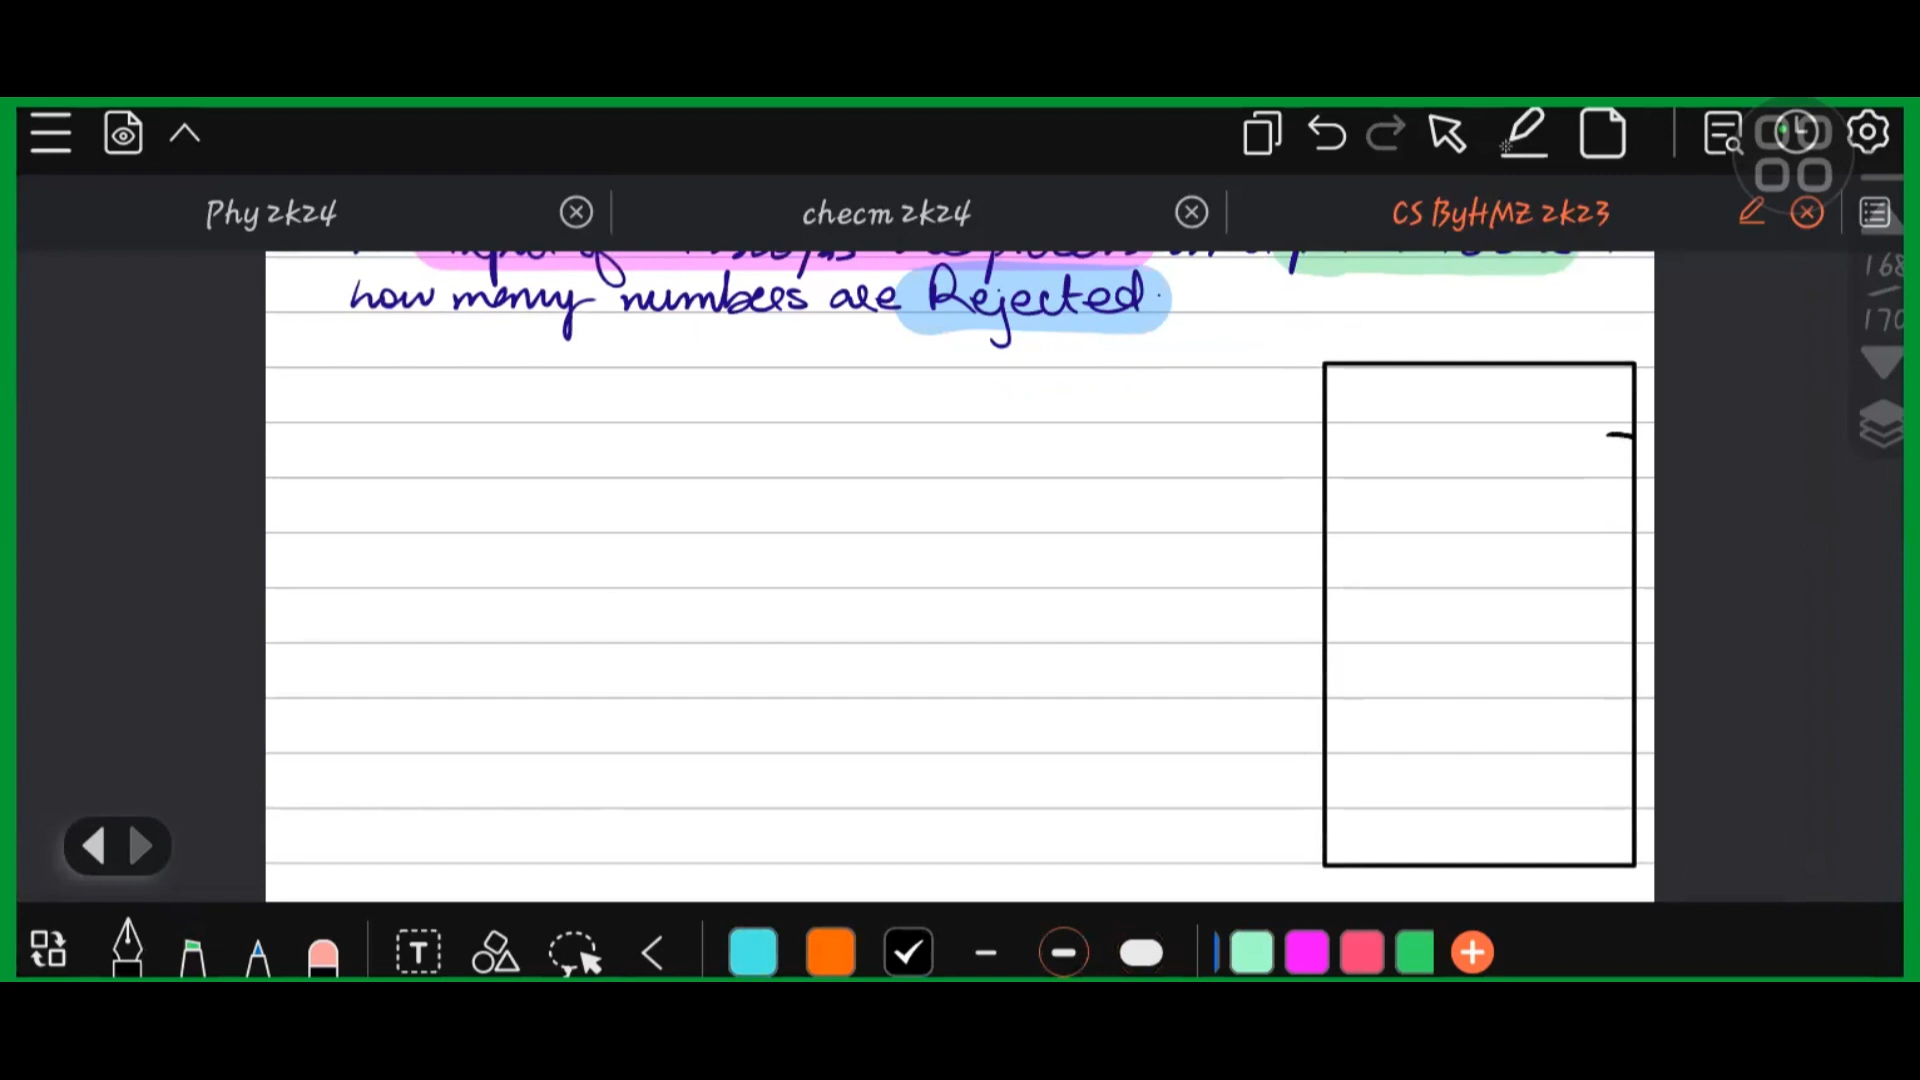 Phy 2k24
checm 2k24
CS ByHMZ 2k23
168
170
how many numbers are Rejected.
T